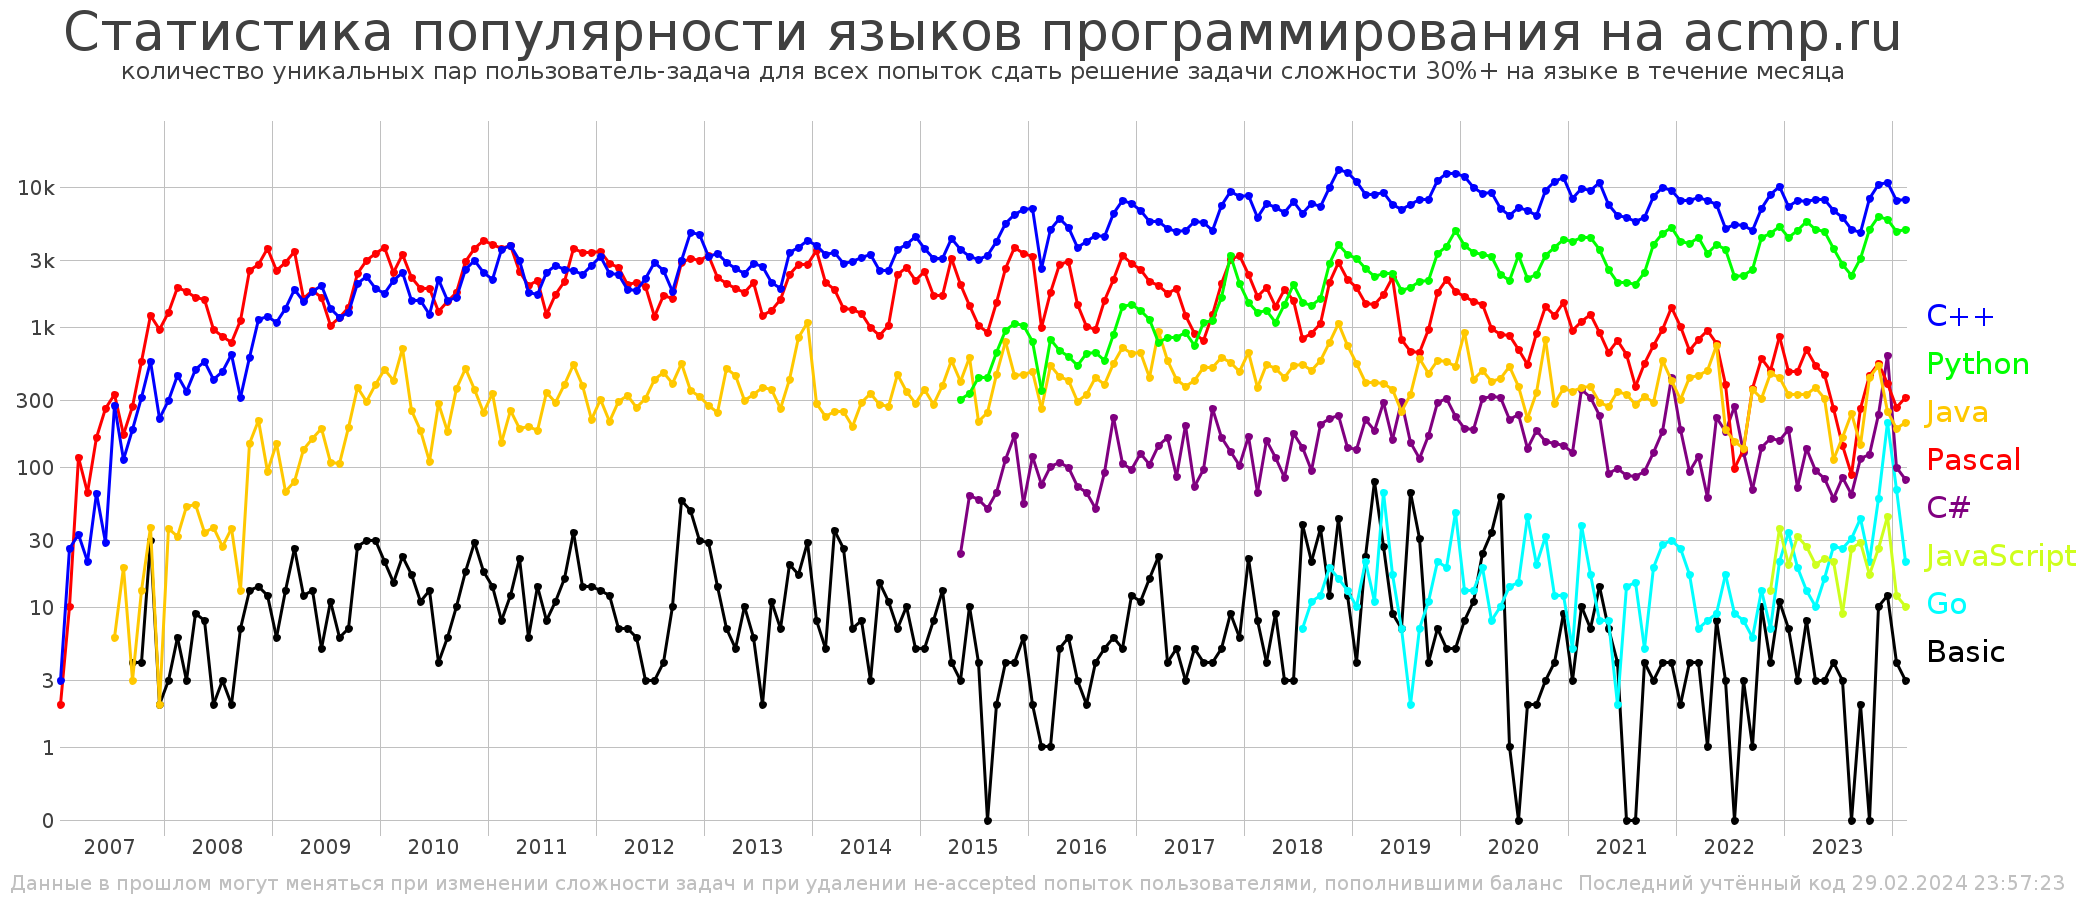 Статистика популярности языков программирования на acmp.ru
количество уникальных пар пользователь-задача для всех попыток сдать решение задачи сложности 30%+ на языке в течение месяца
10k
3k
1k
300
100
30
10
3
1
0
C++
Python
Java
Pascal
C#
JavaScript
Go
Basic
2007 2008 2009 2010 2011 2012 2013 2014 2015 2016 2017 2018 2019 2020 2021 2022 2023
Данные в прошлом могут меняться при изменении сложности задач и при удалении не-accepted попыток пользователями, пополнившими баланс Последний учтённый код 29.02.2024 23:57:23